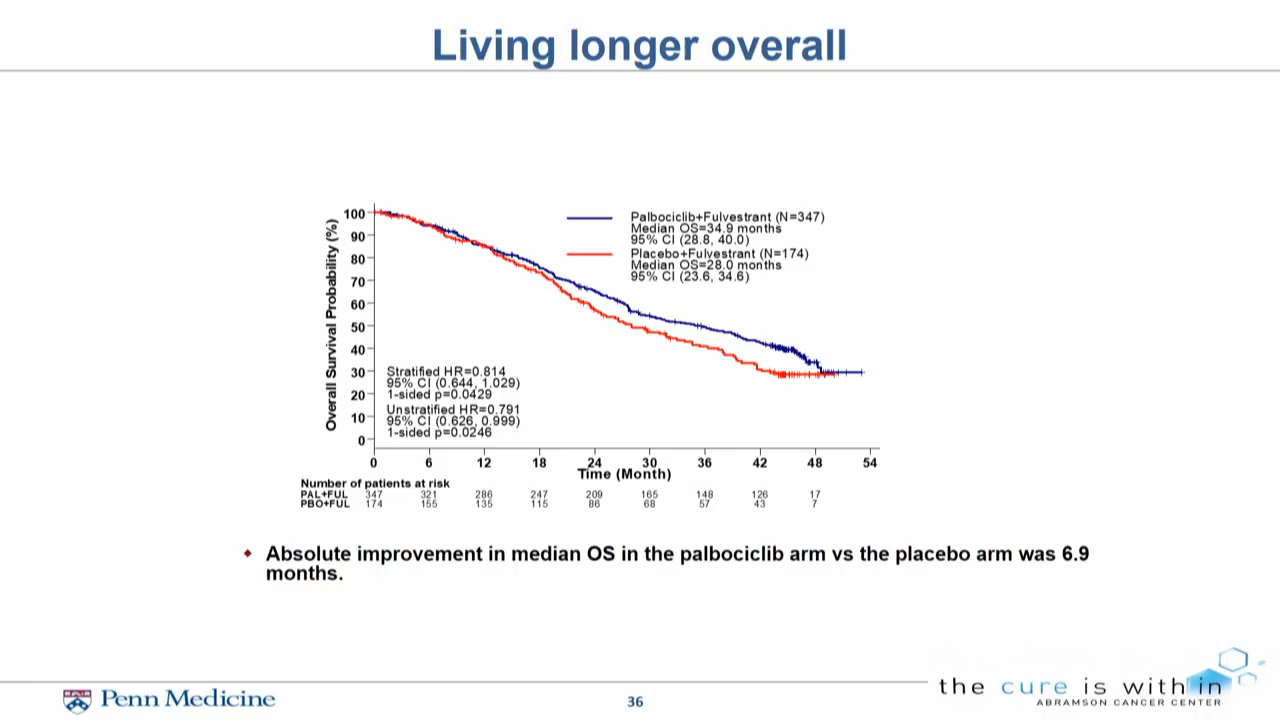 Living longer overall
Overall Survival Probability (%)
100
90
80
70
60
50
40
30
20
10
0
Palbociclib+Fulvestrant (N=347)
Median OS=34.9 months
95% CI (28.8, 40.0)
Placebo+Fulvestrant (N=174)
Median OS=28.0 months
95% CI (23.6, 34.6)
Stratified HR=0.814
95% CI (0.644, 1.029)
1-sided p=0.0429
Unstratified HR=0.791
95% CI (0.626, 0.999)
1-sided p=0.0246
0 6 12 18 24 30 36 42 48 54
Time (Month)
Number of patients at risk
PAL+FUL 347 321 286 247 209 165 148 126 17
PBO+FUL 174 155 135 115 86 68 57 43 7
Absolute improvement in median OS in the palbociclib arm vs the placebo arm was 6.9
months.
Penn Medicine
36
the cure is with in
ABRAMSON CANCER CENTER